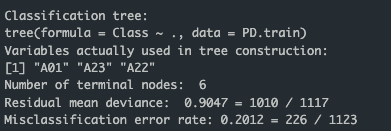 Classification tree:
tree(formula = Class ~ ., data = PD.train)
Variables actually used in tree construction:
[1] "A01" "A23" "A22"
Number of terminal nodes:  6
Residual mean deviance:  0.9047 = 1010 / 1117
Misclassification error rate: 0.2012 = 226 / 1123